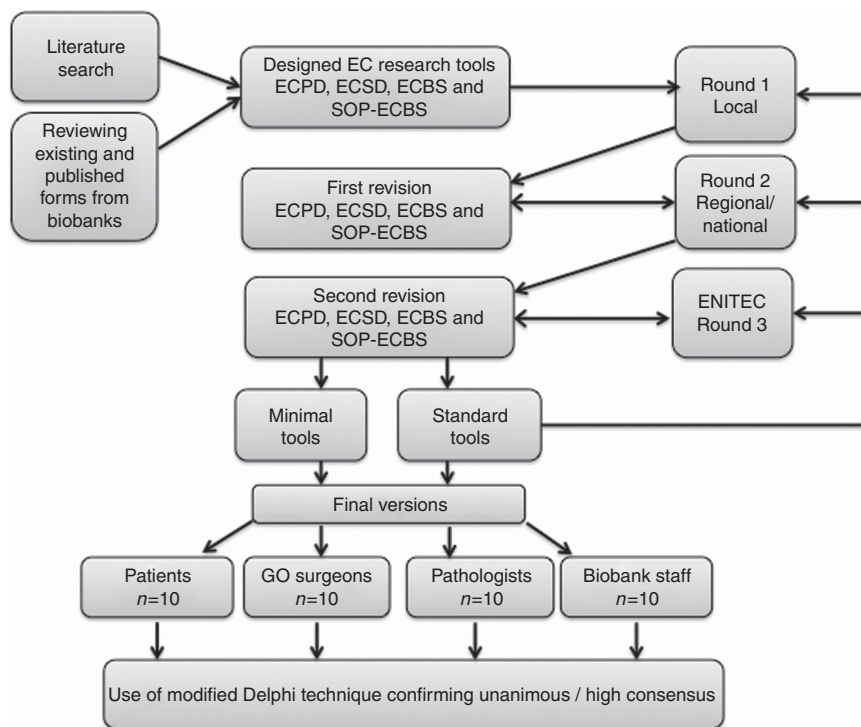 Literature
search
Reviewing
existing and
published
forms from
biobanks
Designed EC research tools
ECPD, ECSD, ECBS and
SOP-ECBS
Round 1
Local
First revision
ECPD, ECSD, ECBS and
SOP-ECBS
Round 2
Regional/
national
Second revision
ECPD, ECSD, ECBS and
SOP-ECBS
ENITEC
Round 3
Minimal
tools
Standard
tools
Final versions
Patients
n=10
GO surgeons
n=10
Pathologists
n=10
Biobank staff
n=10
Use of modified Delphi technique confirming unanimous / high consensus